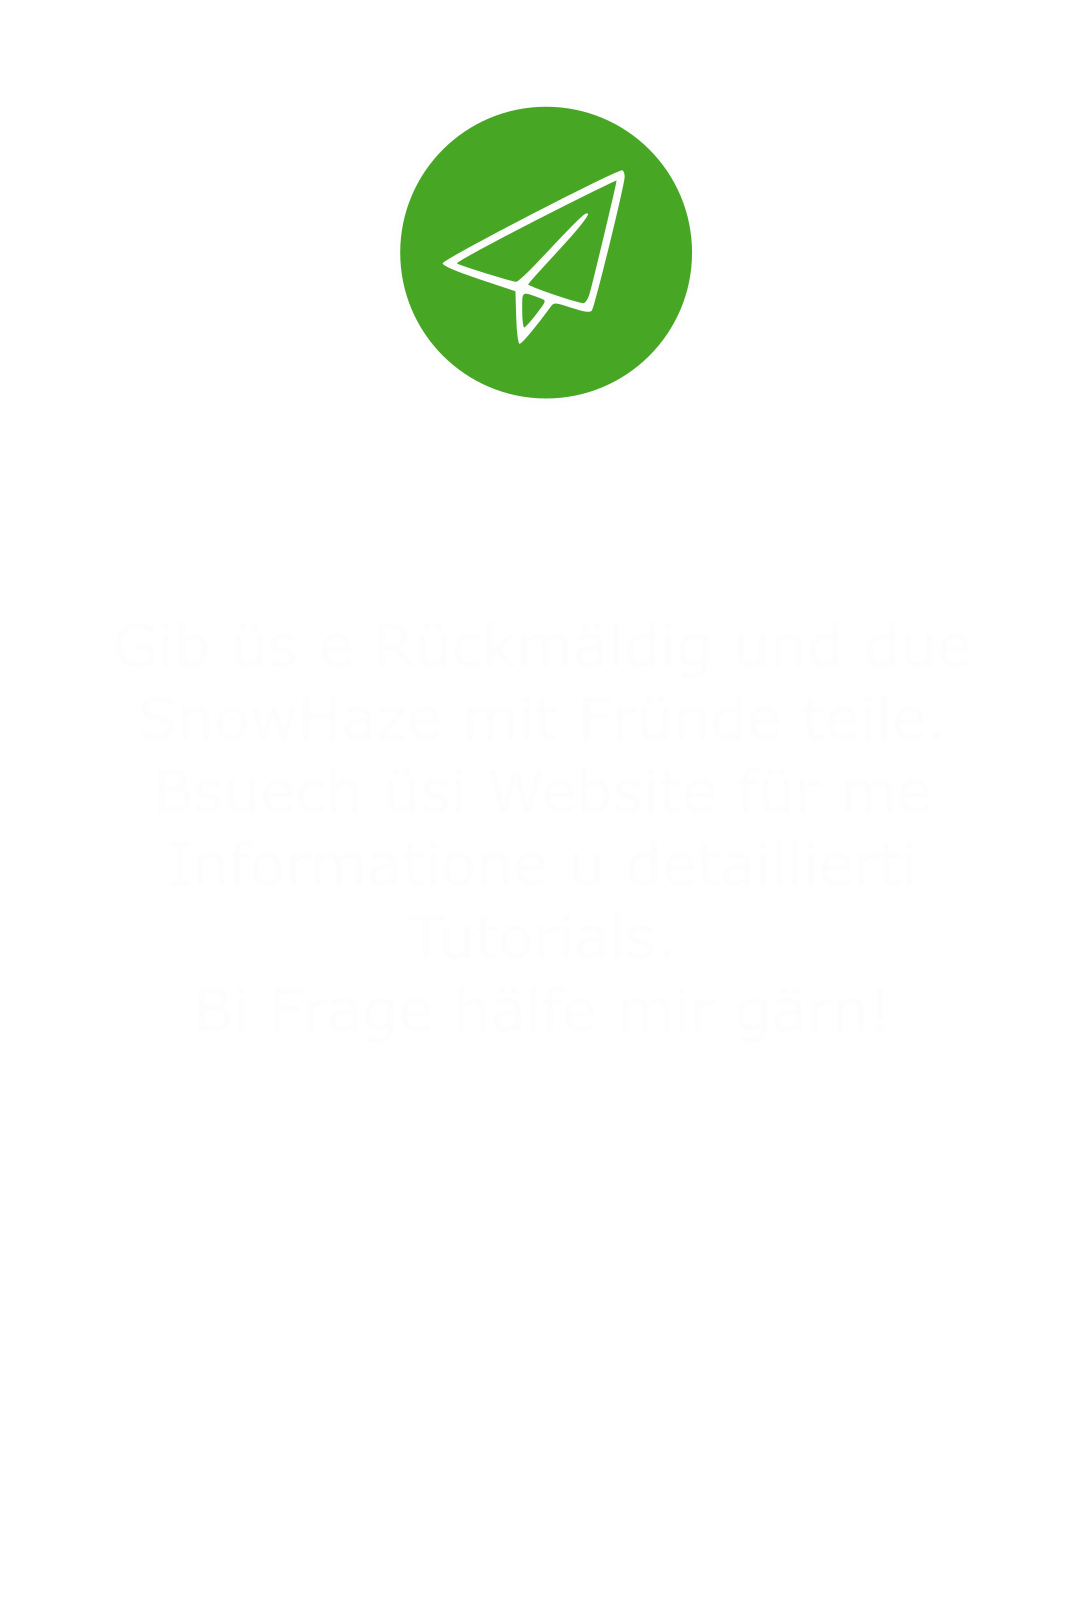 Gib üs e Rückmäldig und due
SnowHaze mit Fründe teile.
Bsuech üsi Website für me
Informatione u detaillierti
Tutorials.
Bi Frage hälfe mir gärn!